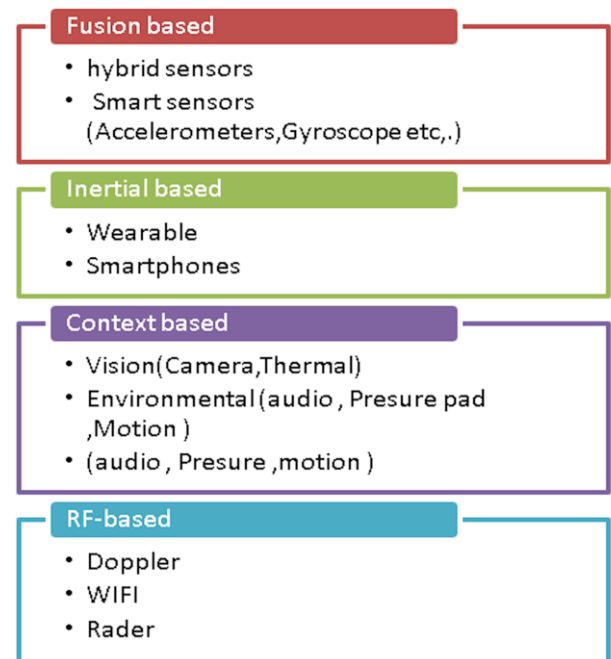 Fusion based
• hybrid sensors
• Smart sensors
(Accelerometers,Gyroscope etc,.)
Inertial based
• Wearable
• Smartphones
Context based
• Vision(Camera,Thermal)
• Environmental(audio , Presure pad
,Motion )
• (audio , Presure ,motion )
RF-based
• Doppler
• WIFI
• Rader